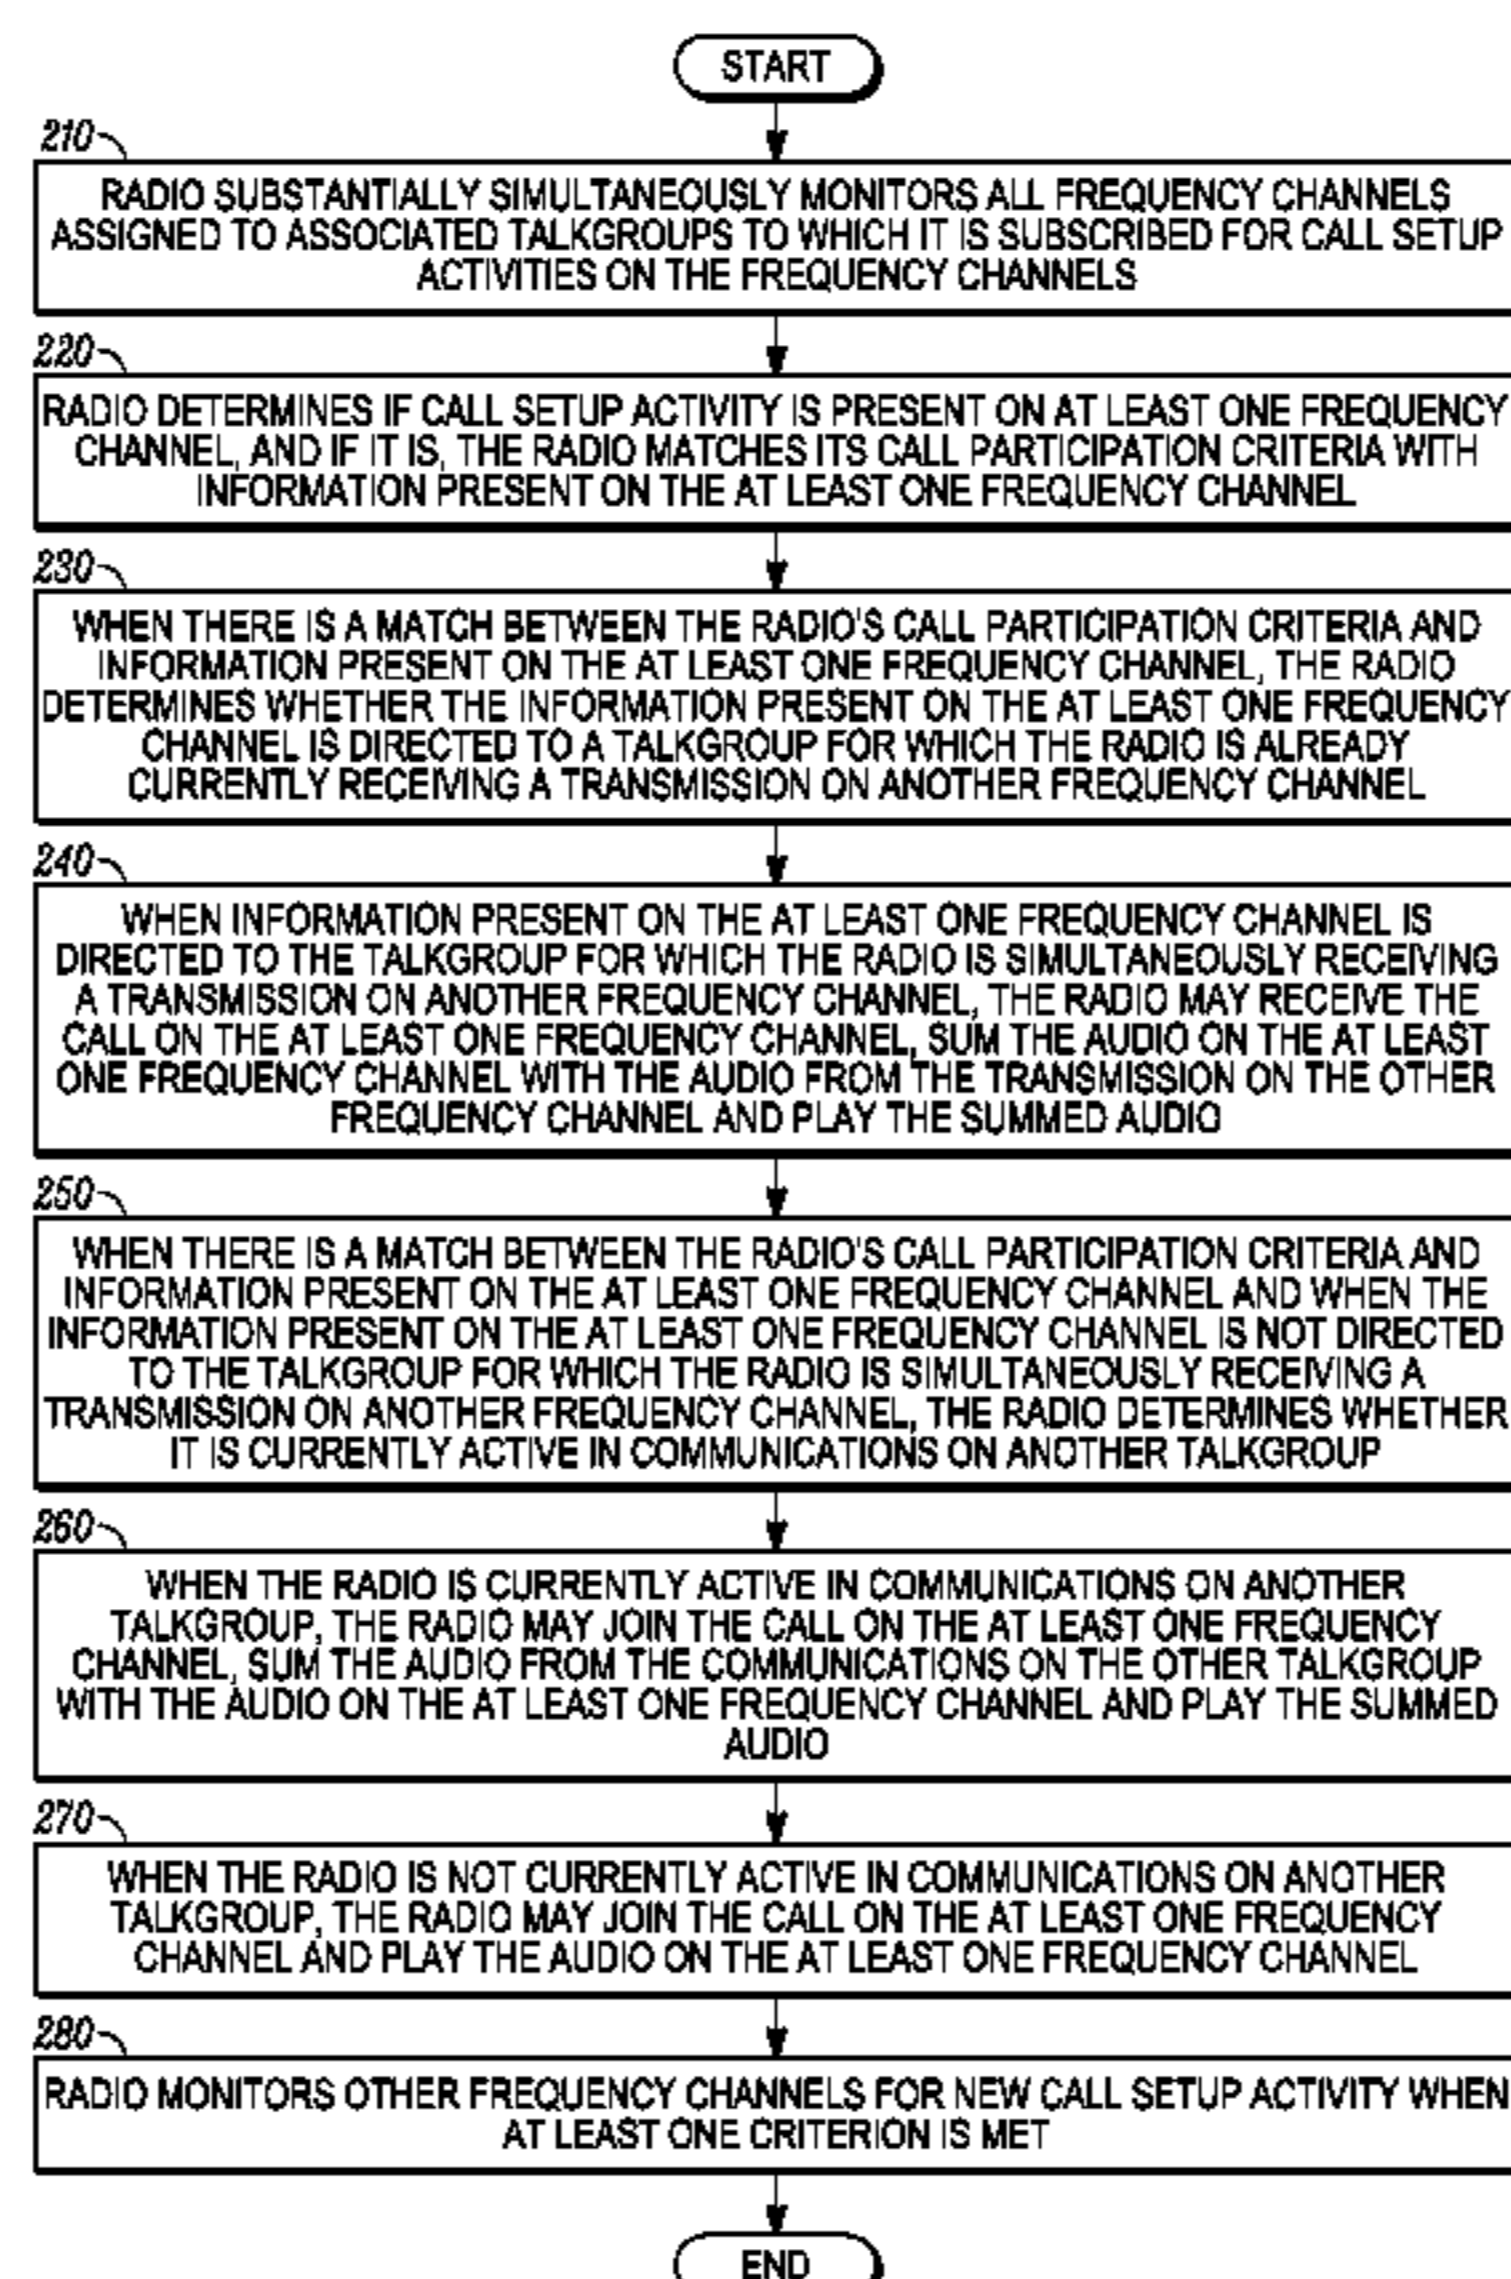 START
210
RADIO SUBSTANTIALLY SIMULTANEOUSLY MONITORS ALL FREQUENCY CHANNELS
ASSIGNED TO ASSOCIATED TALKGROUPS TO WHICH IT IS SUBSCRIBED FOR CALL SETUP
ACTIVITIES ON THE FREQUENCY CHANNELS
220
RADIO DETERMINES IF CALL SETUP ACTIVITY IS PRESENT ON AT LEAST ONE FREQUENCY
CHANNEL, AND IF IT IS, THE RADIO MATCHES ITS CALL PARTICIPATION CRITERIA WITH
INFORMATION PRESENT ON THE AT LEAST ONE FREQUENCY CHANNEL
230
WHEN THERE IS A MATCH BETWEEN THE RADIO'S CALL PARTICIPATION CRITERIA AND
INFORMATION PRESENT ON THE AT LEAST ONE FREQUENCY CHANNEL, THE RADIO
DETERMINES WHETHER THE INFORMATION PRESENT ON THE AT LEAST ONE FREQUENCY
CHANNEL IS DIRECTED TO A TALKGROUP FOR WHICH THE RADIO IS ALREADY
CURRENTLY RECEIVING A TRANSMISSION ON ANOTHER FREQUENCY CHANNEL
240
WHEN INFORMATION PRESENT ON THE AT LEAST ONE FREQUENCY CHANNEL IS
DIRECTED TO THE TALKGROUP FOR WHICH THE RADIO IS SIMULTANEOUSLY RECEIVING
A TRANSMISSION ON ANOTHER FREQUENCY CHANNEL, THE RADIO MAY RECEIVE THE
CALL ON THE AT LEAST ONE FREQUENCY CHANNEL, SUM THE AUDIO ON THE AT LEAST
ONE FREQUENCY CHANNEL WITH THE AUDIO FROM THE TRANSMISSION ON THE OTHER
FREQUENCY CHANNEL AND PLAY THE SUMMED AUDIO
250
WHEN THERE IS A MATCH BETWEEN THE RADIO'S CALL PARTICIPATION CRITERIA AND
INFORMATION PRESENT ON THE AT LEAST ONE FREQUENCY CHANNEL AND WHEN THE
INFORMATION PRESENT ON THE AT LEAST ONE FREQUENCY CHANNEL IS NOT DIRECTED
TO THE TALKGROUP FOR WHICH THE RADIO IS SIMULTANEOUSLY RECEIVING A
TRANSMISSION ON ANOTHER FREQUENCY CHANNEL, THE RADIO DETERMINES WHETHER
IT IS CURRENTLY ACTIVE IN COMMUNICATIONS ON ANOTHER TALKGROUP
260
WHEN THE RADIO IS CURRENTLY ACTIVE IN COMMUNICATIONS ON ANOTHER
TALKGROUP, THE RADIO MAY JOIN THE CALL ON THE AT LEAST ONE FREQUENCY
CHANNEL, SUM THE AUDIO FROM THE COMMUNICATIONS ON THE OTHER TALKGROUP
WITH THE AUDIO ON THE AT LEAST ONE FREQUENCY CHANNEL AND PLAY THE SUMMED
AUDIO
270
WHEN THE RADIO IS NOT CURRENTLY ACTIVE IN COMMUNICATIONS ON ANOTHER
TALKGROUP, THE RADIO MAY JOIN THE CALL ON THE AT LEAST ONE FREQUENCY
CHANNEL AND PLAY THE AUDIO ON THE AT LEAST ONE FREQUENCY CHANNEL
280
RADIO MONITORS OTHER FREQUENCY CHANNELS FOR NEW CALL SETUP ACTIVITY WHEN
AT LEAST ONE CRITERION IS MET
END